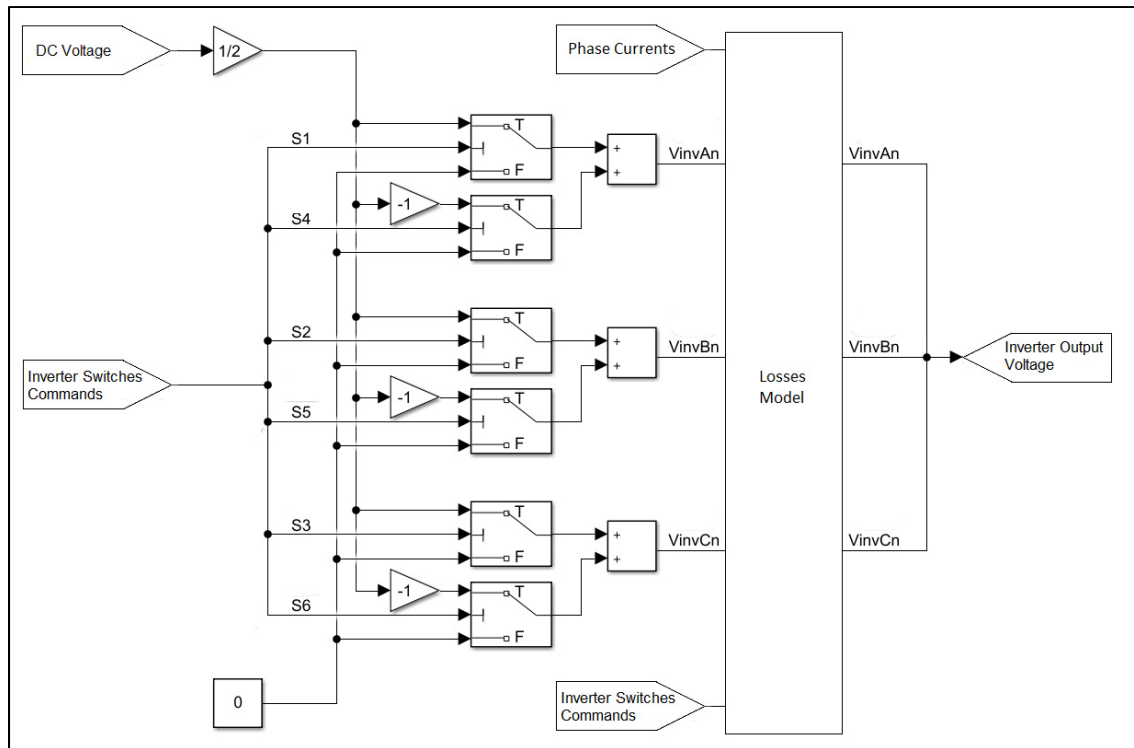 DC Voltage
1/2
Phase Currents
S1
T
F
+
+
VinvAn
VinvAn
-1
S4
T
F
S2
T
F
+
+
VinvBn
VinvBn
Inverter Output
Voltage
Inverter Switches
Commands
Losses
Model
-1
S5
T
F
S3
T
F
+
+
VinvCn
VinvCn
-1
S6
T
F
0
Inverter Switches
Commands